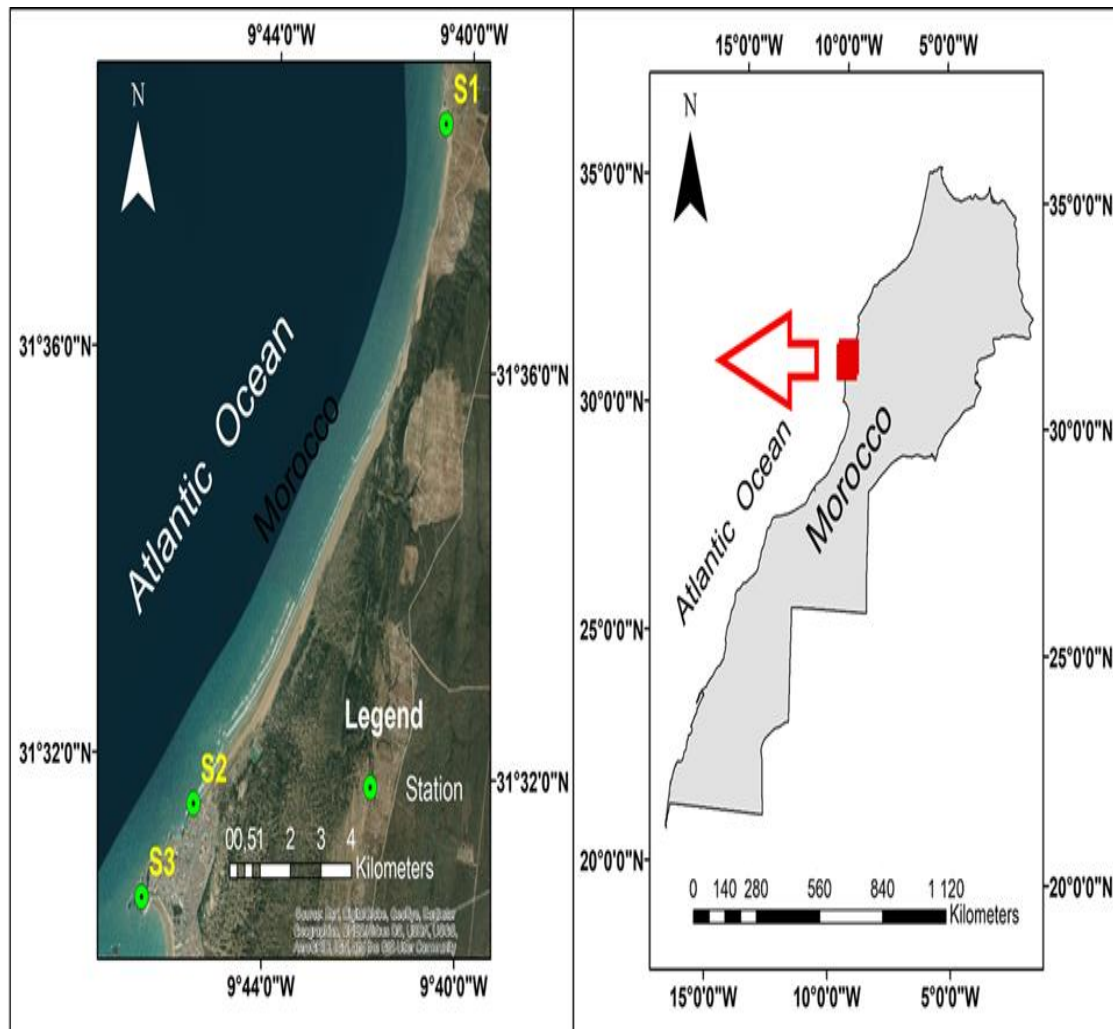 9°44'0"W
9°40'0"W
N
S1
31°36'0"N
31°36'0"N
Atlantic Ocean
Morocco
31°32'0"N
31°32'0"N
S2
S3
Legend
Station
00,51 2 3 4
Kilometers
9°44'0"W
9°40'0"W
15°0'0"W
10°0'0"W
5°0'0"W
N
35°0'0"N
35°0'0"N
30°0'0"N
30°0'0"N
Atlantic Ocean
Morocco
25°0'0"N
25°0'0"N
20°0'0"N
20°0'0"N
0 140 280 560 840 1 120
Kilometers
15°0'0"W
10°0'0"W
5°0'0"W